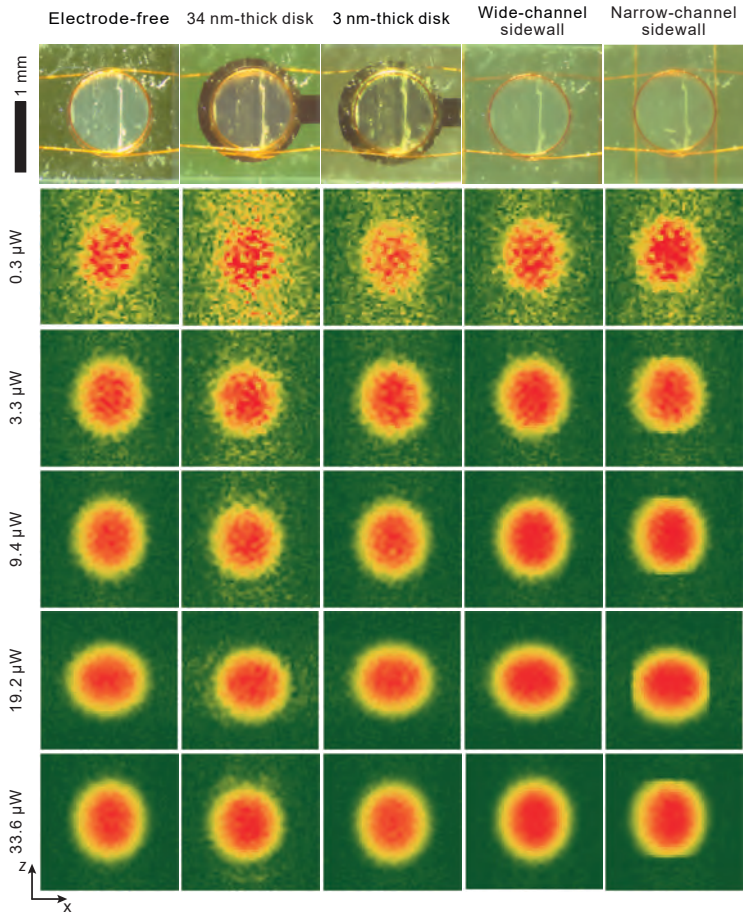 Electrode-free
34 nm-thick disk
3 nm-thick disk
Wide-channel
sidewall
Narrow-channel
sidewall
1 mm
0.3 µW
3.3 µW
9.4 µW
19.2 µW
33.6 µW
z
x